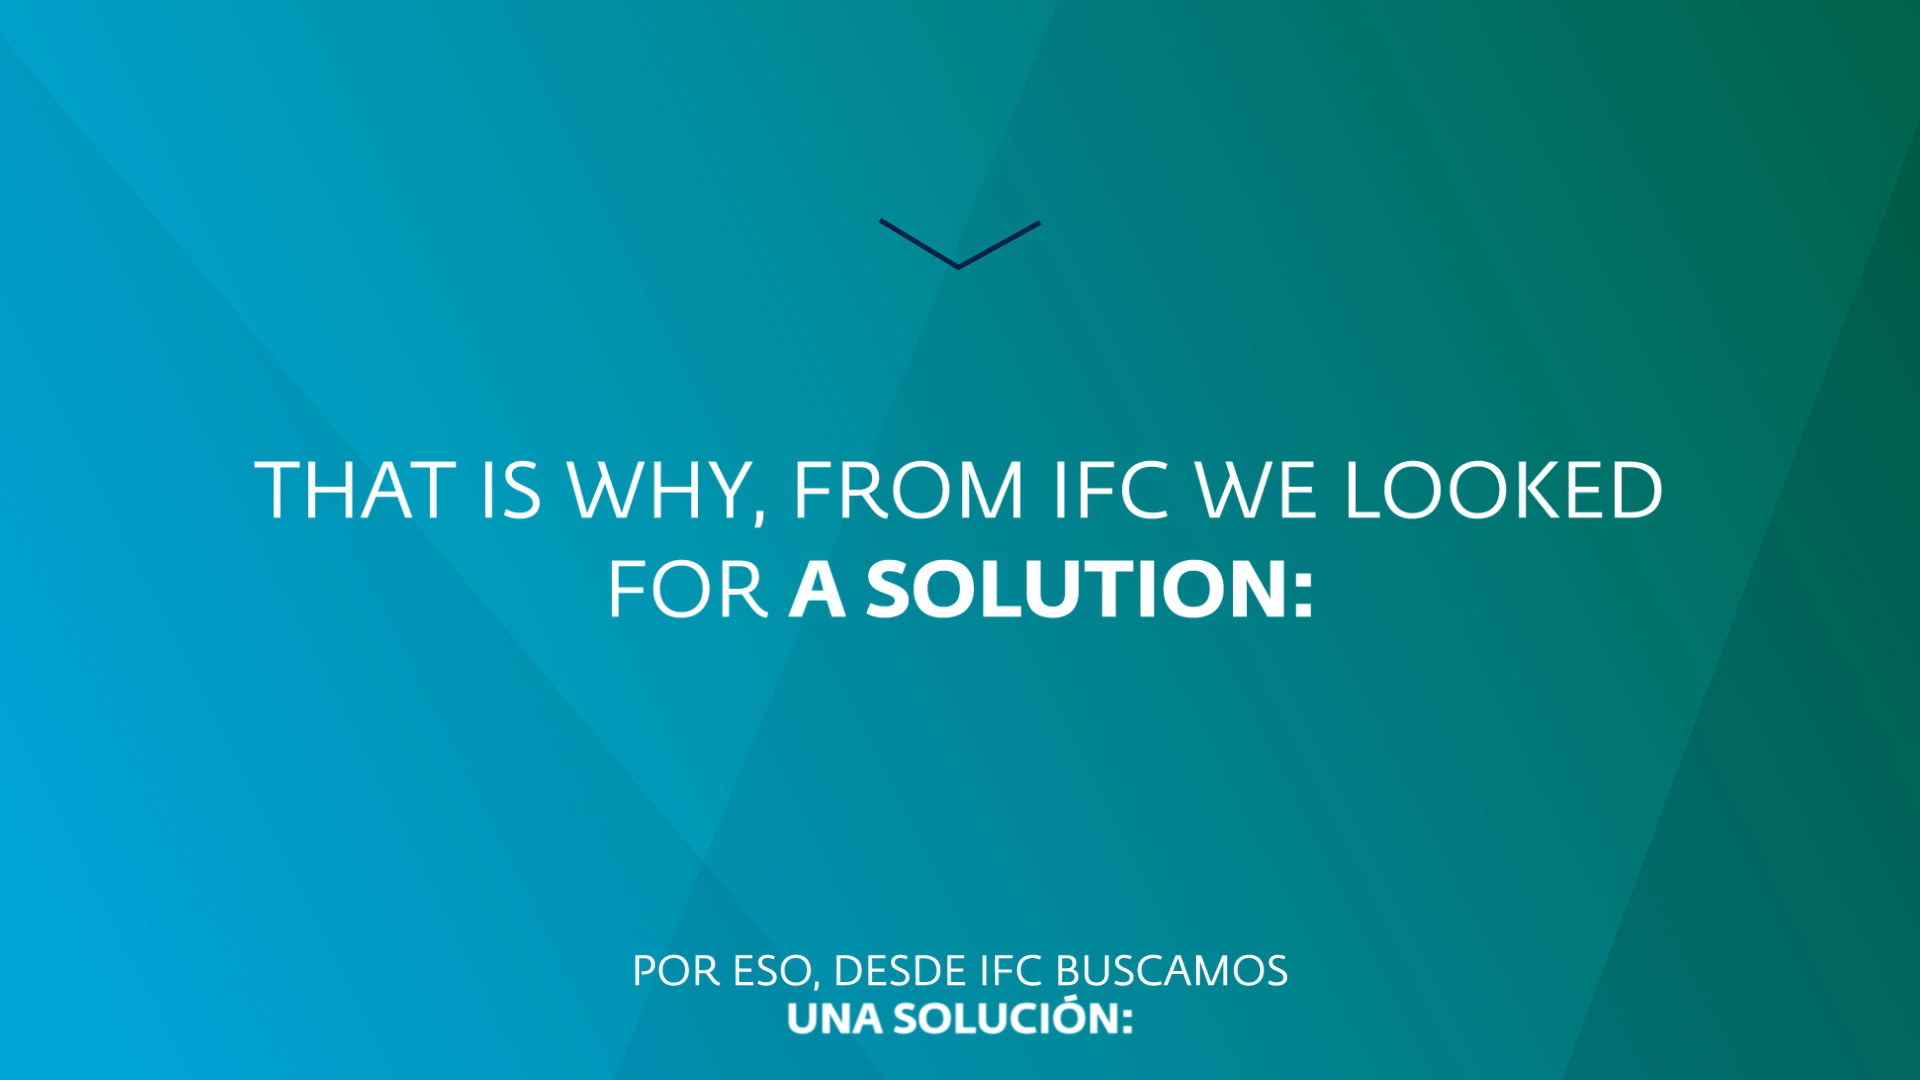 THAT IS WHY, FROM IFC WE LOOKED
FOR A SOLUTION:
POR ESO, DESDE IFC BUSCAMOS
UNA SOLUCIÓN: